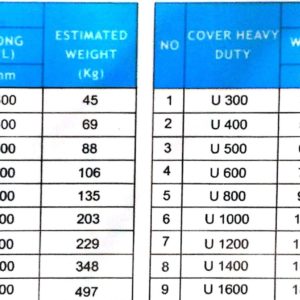 ONG ESTIMATED WEIGHT (Kg) NO COVER HEAVY DUTY W
L)
mm
00 45 1 U 300
00 69 2 U 400
00 88 3 U 500
00 106 4 U 600
00 135 5 U 800
00 203 6 U 1000
00 229 7 U 1200
00 348 8 U 1400
00 497 9 U 1600